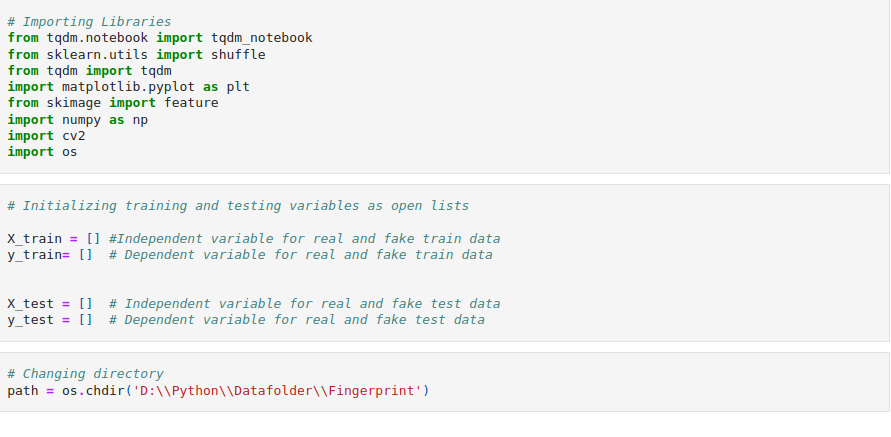 # Importing Libraries
from tqdm.notebook import tqdm_notebook
from sklearn.utils import shuffle
from tqdm import tqdm
import matplotlib.pyplot as plt
from skimage import feature
import numpy as np
import cv2
import os
# Initializing training and testing variables as open lists
X_train = [] #Independent variable for real and fake train data
y_train= []  # Dependent variable for real and fake train data
X_test = []  # Independent variable for real and fake test data
y_test = []  # Dependent variable for real and fake test data
# Changing directory
path = os.chdir('D:\\Python\\Datafolder\\Fingerprint')